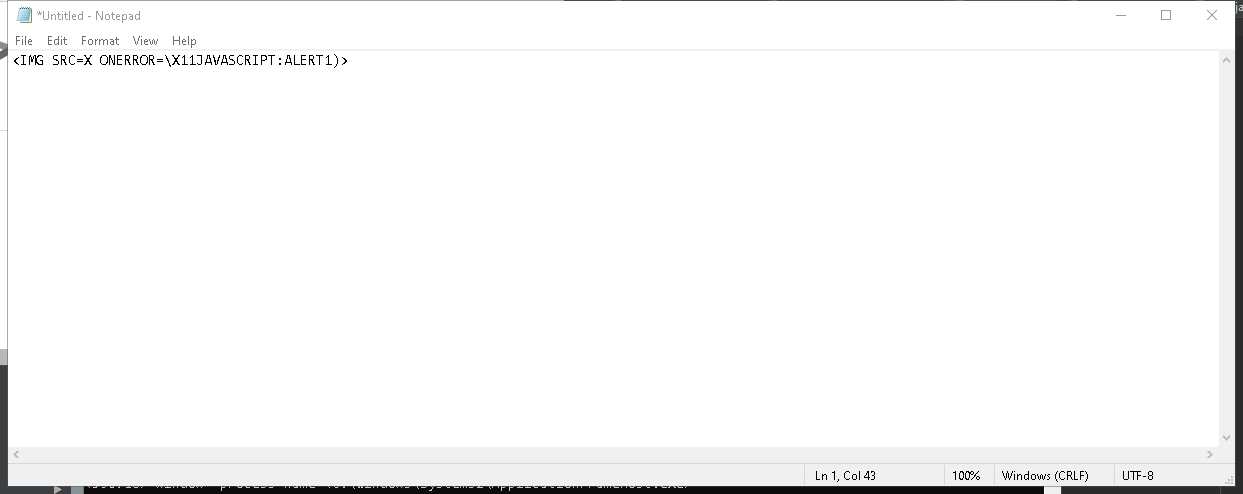 *Untitled - Notepad
File Edit Format View Help
<IMG SRC=X ONERROR=\X11JAVASCRIPT:ALERT1)>
Ln 1, Col 43 100% Windows (CRLF) UTF-8